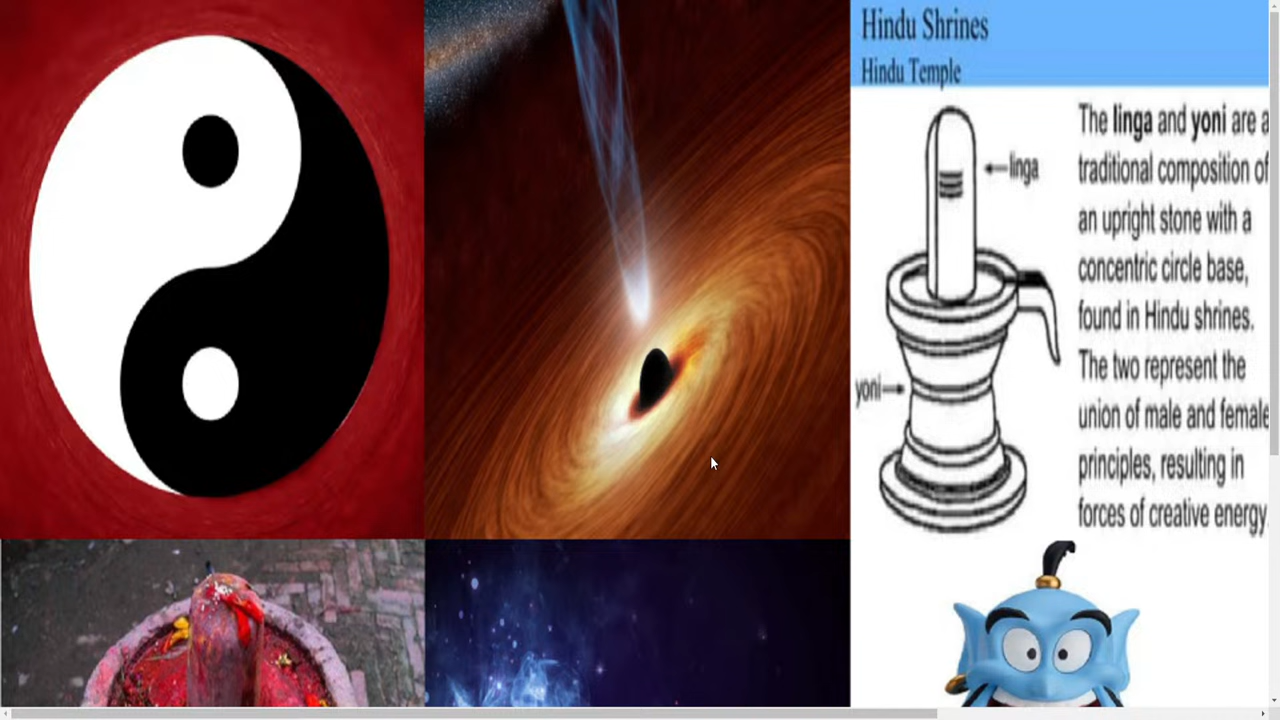 Hindu Shrines
Hindu Temple
The linga and yoni are a
linga
traditional composition of
an upright stone with a
concentric circle base,
found in Hindu shrines.
yoni
The two represent the
union of male and female
principles, resulting in
forces of creative energy